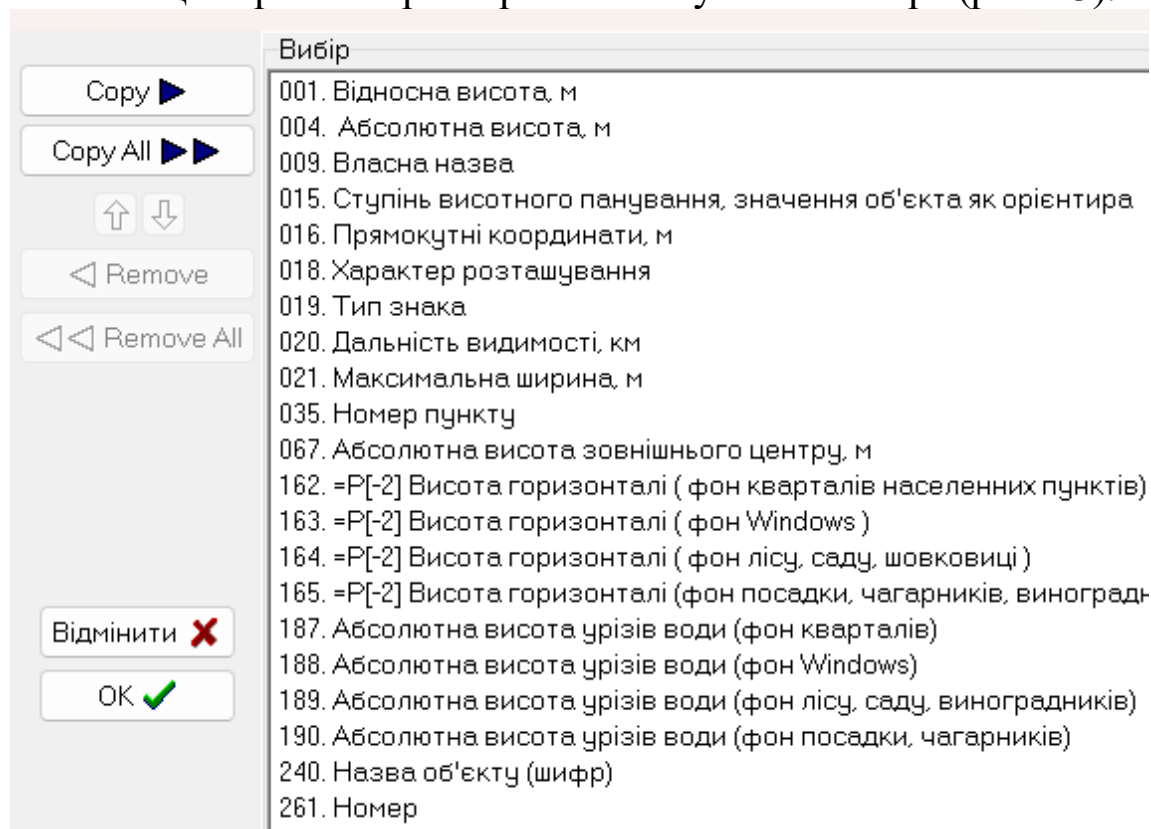 Вибір
Copy
Copy All
Remove
Remove All
Відмінити
OK
001. Відносна висота, м
004. Абсолютна висота, м
009. Власна назва
015. Ступінь висотного панування, значення об'єкта як орієнтира
016. Прямокутні координати, м
018. Характер розташування
019. Тип знака
020. Дальність видимості, км
021. Максимальна ширина, м
035. Номер пункту
067. Абсолютна висота зовнішнього центру, м
162. =P[-2] Висота горизонталі ( фон кварталів населенних пунктів)
163. =P[-2] Висота горизонталі ( фон Windows )
164. =P[-2] Висота горизонталі ( фон лісу, саду, шовковиці )
165. =P[-2] Висота горизонталі (фон посадки, чагарників,
187. Абсолютна висота урізів води (фон кварталів)
188. Абсолютна висота урізів води (фон Windows)
189. Абсолютна висота урізів води (фон лісу, саду, виноградників)
190. Абсолютна висота урізів води (фон посадки, чагарників)
240. Назва об'єкту (шифр)
261. Номер